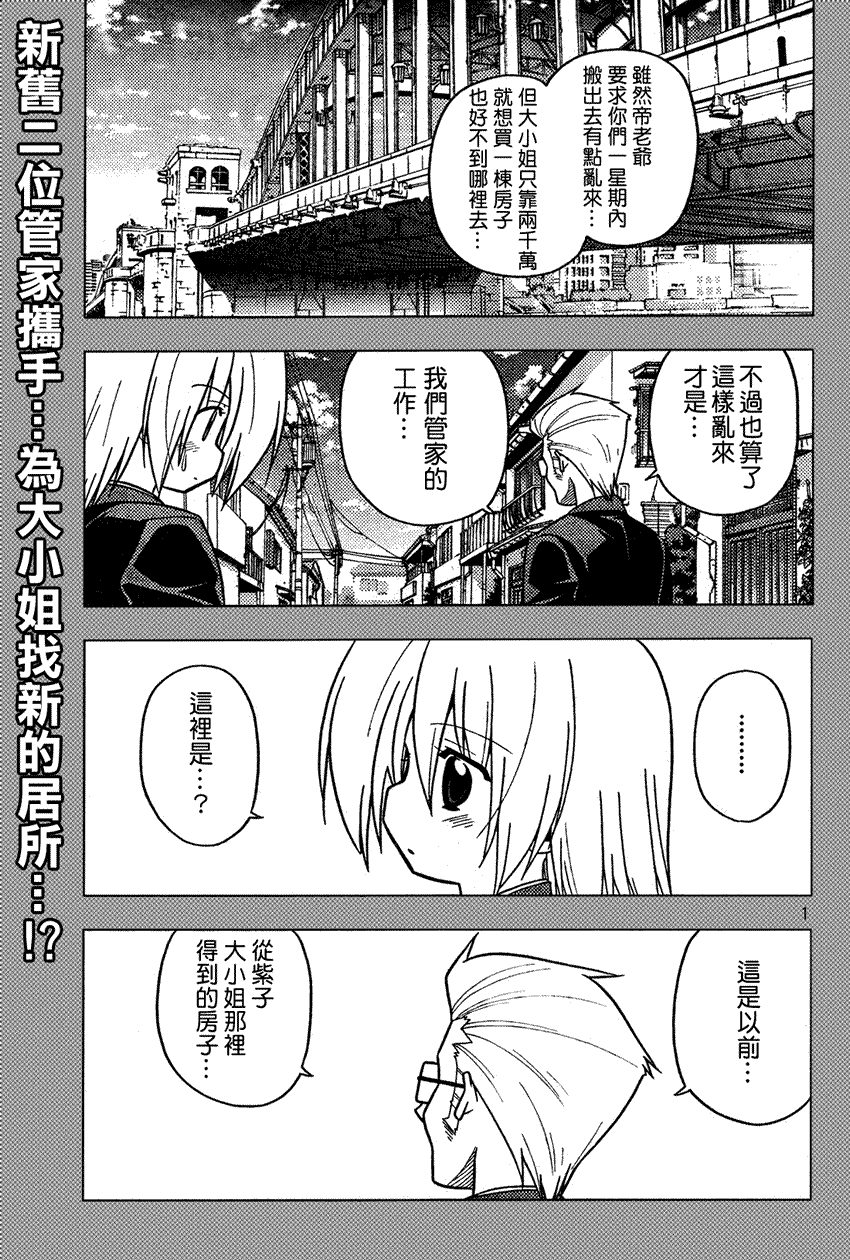 新舊二位管家攜手…為大小姐找新的居所…!?
雖然帝老爺
要求你們一星期內
搬出去有點亂來…
但大小姐只靠兩千萬
就想買一棟房子
也好不到哪裡去…
不過也算了
這樣亂來
才是…
我們管家的
工作…
………
這裡是…?
1
這是以前…
從紫子
大小姐那裡
得到的房子…